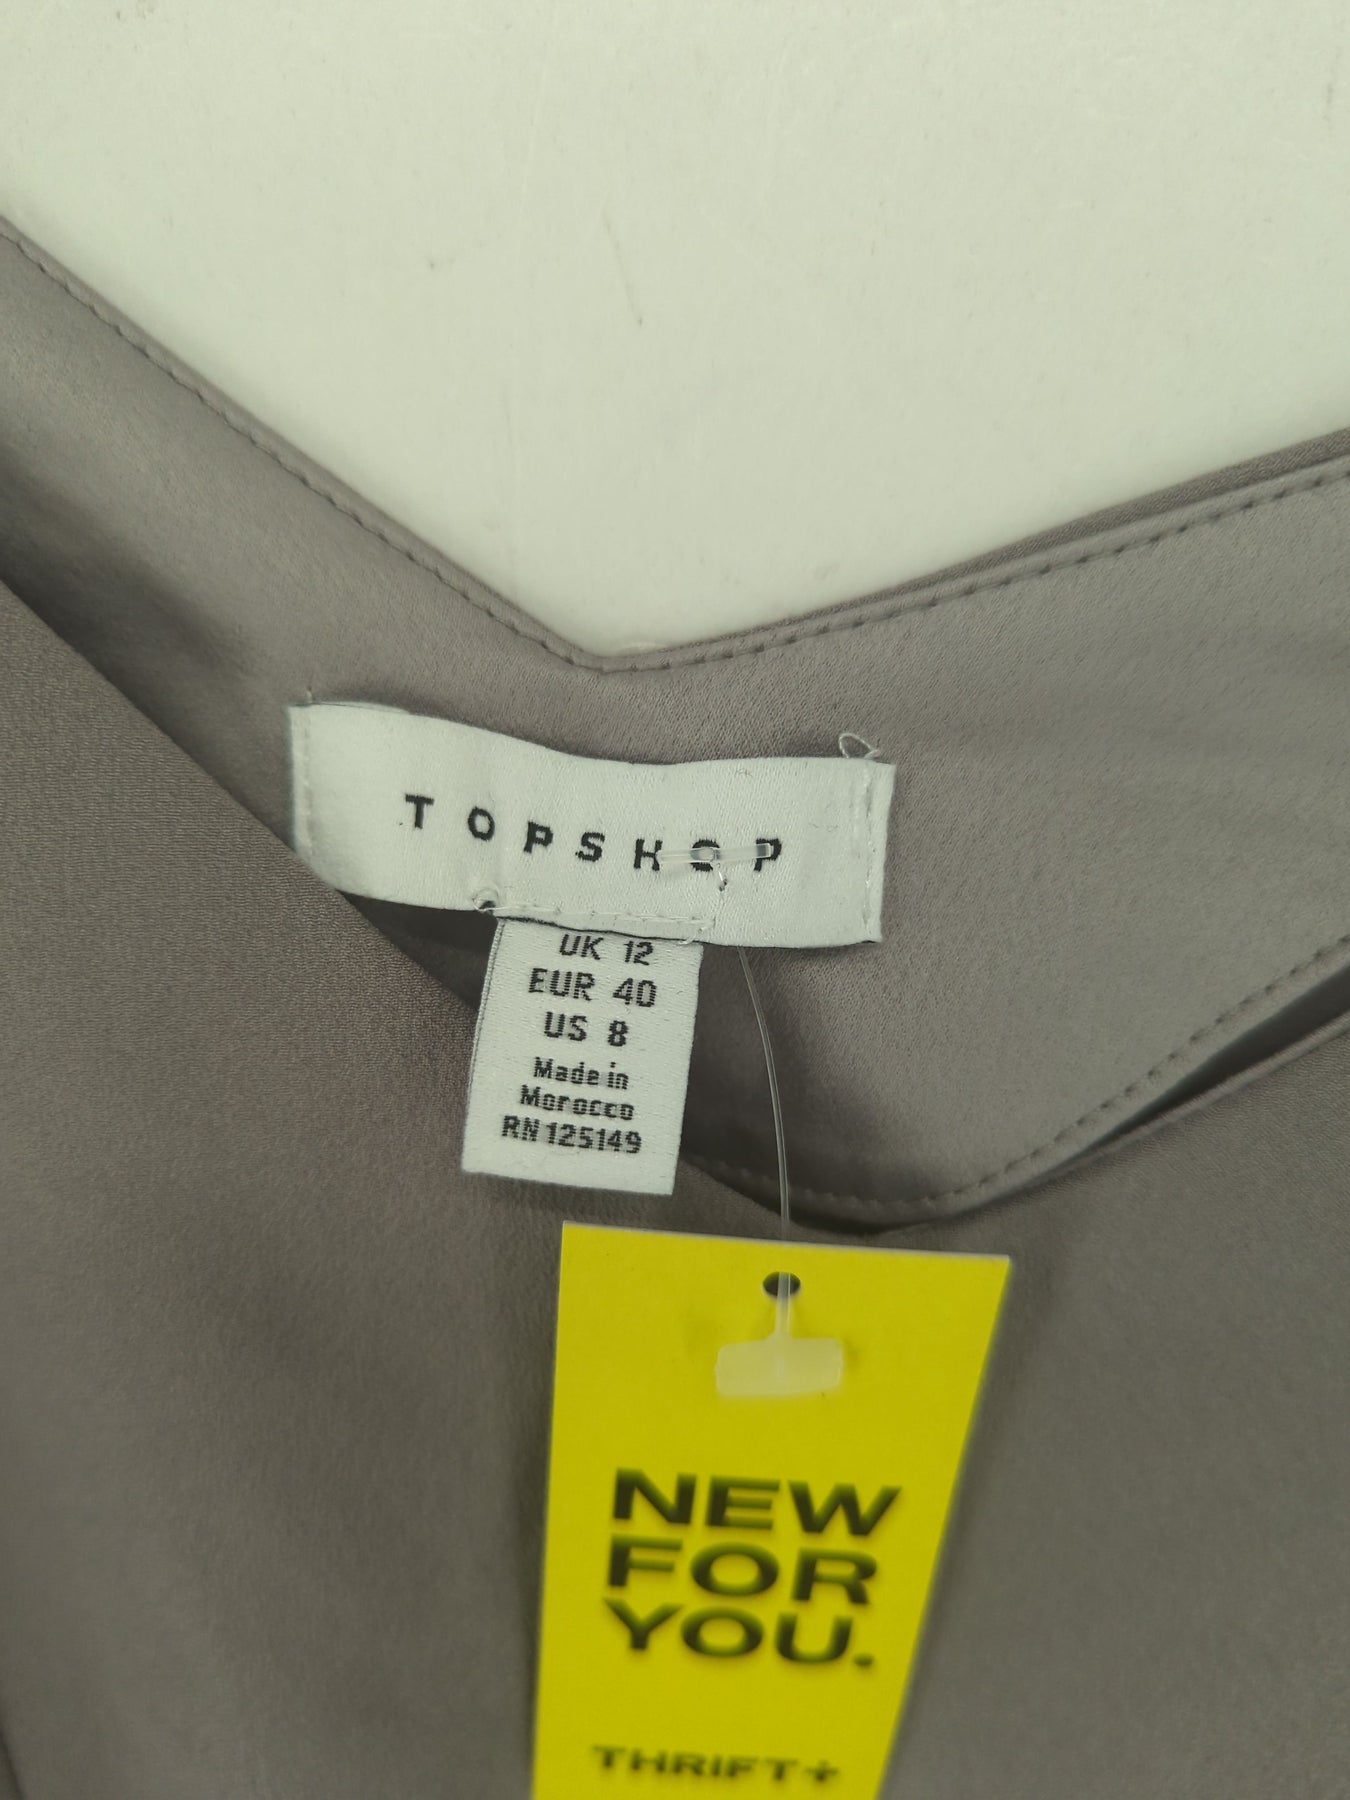 TOPSHOP
UK 12
EUR 40
US 8
Made in
Morocco
RN 125149
NEW
FOR
YOU.
THRIFT+